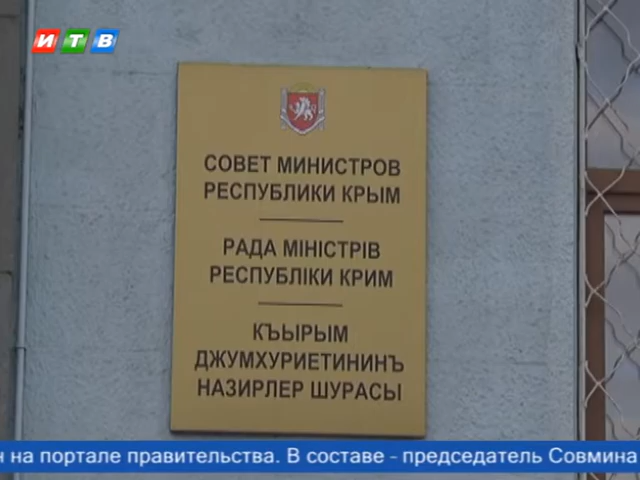 ИТВ
СОВЕТ МИНИСТРОВ
РЕСПУБЛИКИ КРЫМ
РАДА МІНІСТРІВ
РЕСПУБЛІКИ КРИМ
КЪЫРЫМ
ДЖУМХУРИЕТИНИНЪ
НАЗИРЛЕР ШУРАСЫ
на портале правительства. В составе - председатель Совмина